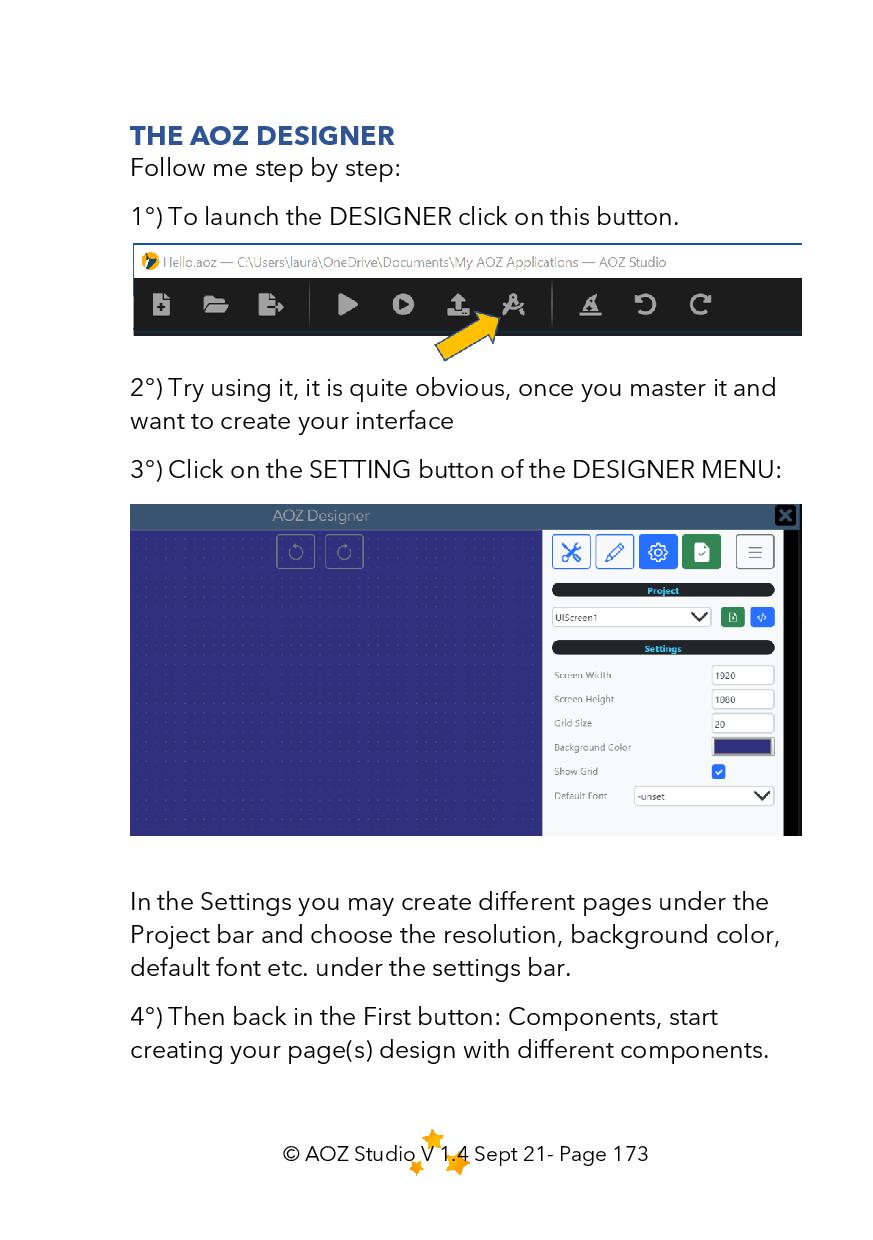 THE AOZ DESIGNER
Follow me step by step:
1°) To launch the DESIGNER click on this button.
Hello.aoz — C:\Users\laura\OneDrive\Documents\My AOZ Applications — AOZ Studio
2°) Try using it, it is quite obvious, once you master it and
want to create your interface
3°) Click on the SETTING button of the DESIGNER MENU:
AOZ Designer
Project
UIScreen1
Settings
Screen Width 1920
Screen Height 1080
Grid Size 20
Background Color
Show Grid
Default Font -unset
In the Settings you may create different pages under the
Project bar and choose the resolution, background color,
default font etc. under the settings bar.
4°) Then back in the First button: Components, start
creating your page(s) design with different components.
© AOZ Studio V 1.4 Sept 21- Page 173